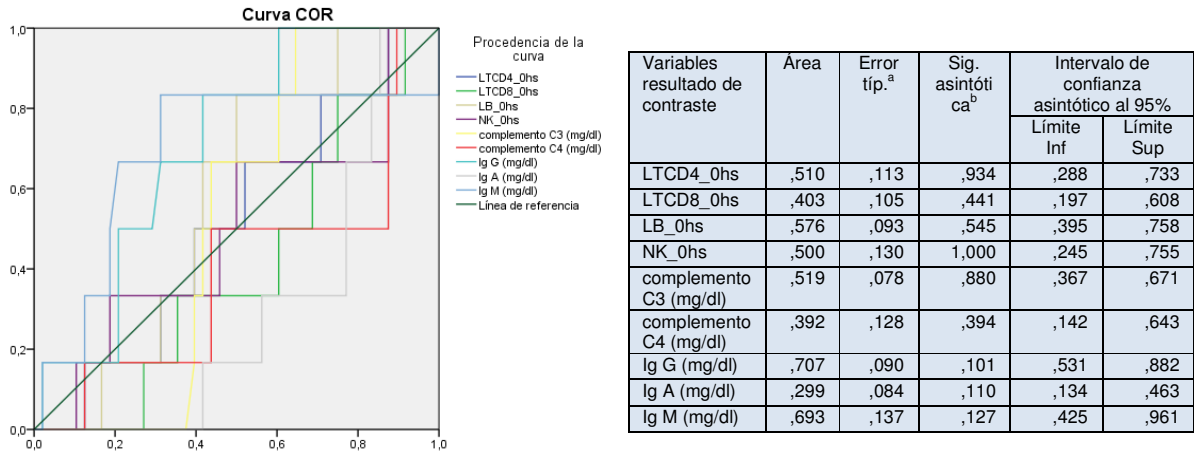 Curva COR
1,0
0,8
0,6
0,4
0,2
0,0
0,0 0,2 0,4 0,6 0,8 1,0
Procedencia de la
curva
LTCD4_0hs
LTCD8_0hs
LB_0hs
NK_0hs
complemento C3 (mg/dl)
complemento C4 (mg/dl)
Ig G (mg/dl)
Ig A (mg/dl)
Ig M (mg/dl)
Línea de referencia
Variables resultado de contraste | Área | Error típ.a | Sig. asintóti cab | Intervalo de confianza asintótico al 95%
Límite Inf | Límite Sup
LTCD4_0hs ,510 ,113 ,934 ,288 ,733
LTCD8_0hs ,403 ,105 ,441 ,197 ,608
LB_0hs ,576 ,093 ,545 ,395 ,758
NK_0hs ,500 ,130 1,000 ,245 ,755
complemento C3 (mg/dl) ,519 ,078 ,880 ,367 ,671
complemento C4 (mg/dl) ,392 ,128 ,394 ,142 ,643
Ig G (mg/dl) ,707 ,090 ,101 ,531 ,882
Ig A (mg/dl) ,299 ,084 ,110 ,134 ,463
Ig M (mg/dl) ,693 ,137 ,127 ,425 ,961